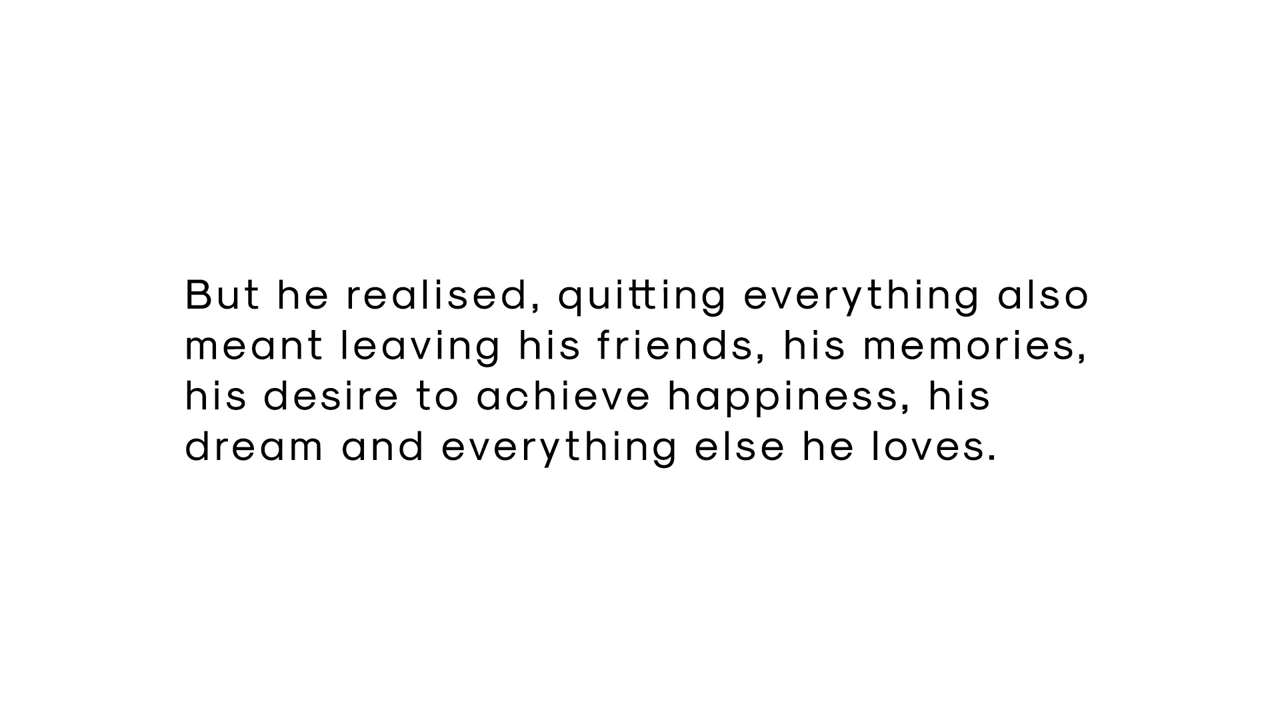 But he realised, quitting everything also
meant leaving his friends, his memories,
his desire to achieve happiness, his
dream and everything else he loves.